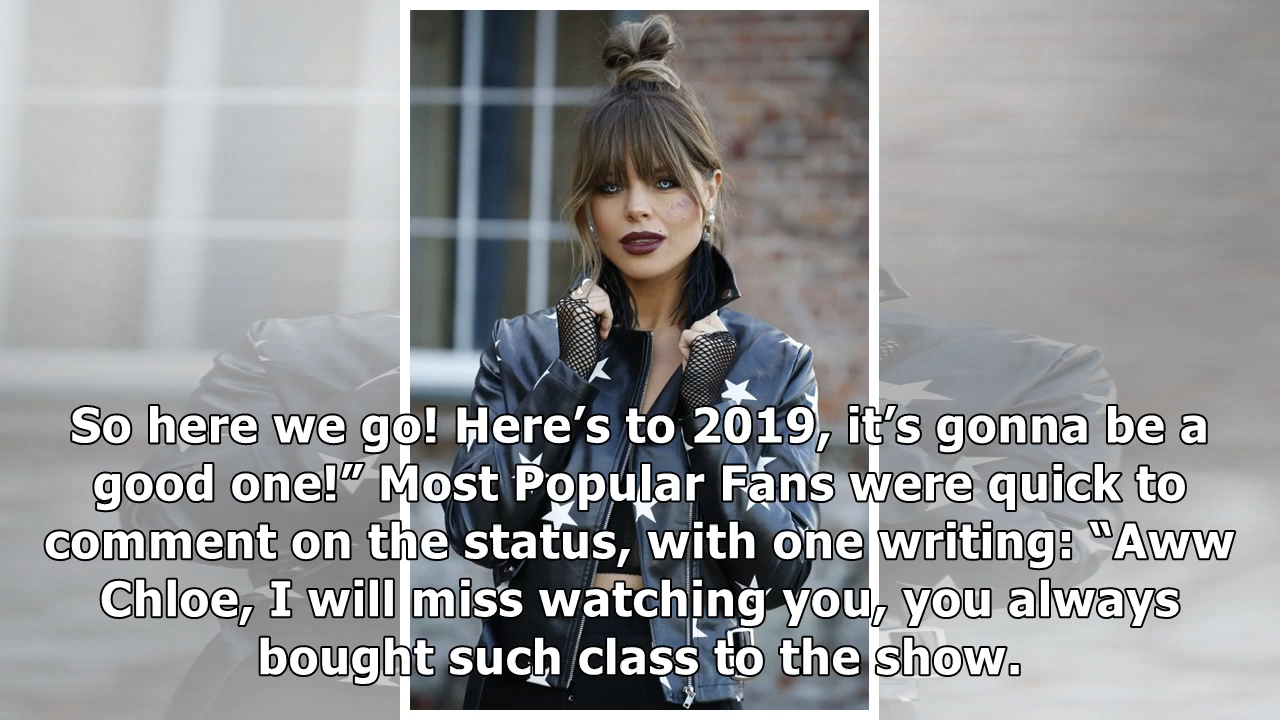 So here we go! Here’s to 2019, it’s gonna be a
good one!” Most Popular Fans were quick to
comment on the status, with one writing: “Aww
Chloe, I will miss watching you, you always
bought such class to the show.